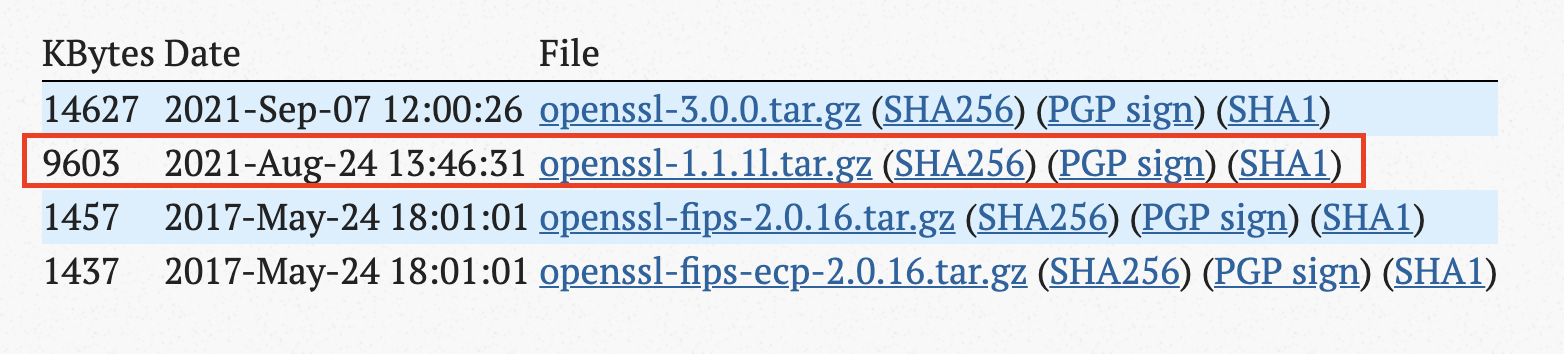 KBytes Date File
14627 2021-Sep-07 12:00:26 openssl-3.0.0.tar.gz (SHA256) (PGP sign) (SHA1)
9603 2021-Aug-24 13:46:31 openssl-1.1.1l.tar.gz (SHA256) (PGP sign) (SHA1)
1457 2017-May-24 18:01:01 openssl-fips-2.0.16.tar.gz (SHA256) (PGP sign) (SHA1)
1437 2017-May-24 18:01:01 openssl-fips-ecp-2.0.16.tar.gz (SHA256) (PGP sign) (SHA1)